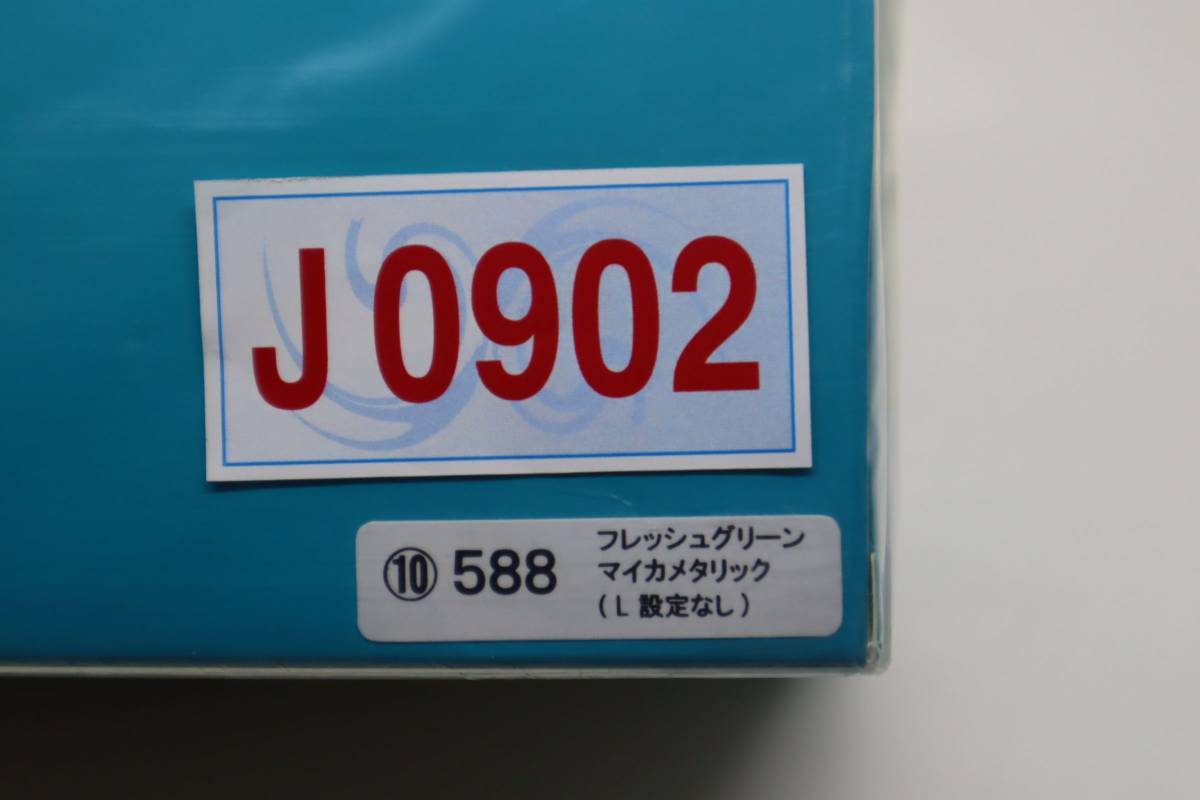 J0902
⑩ 588
フレッシュグリーン
マイカメタリック
(L 設定なし)